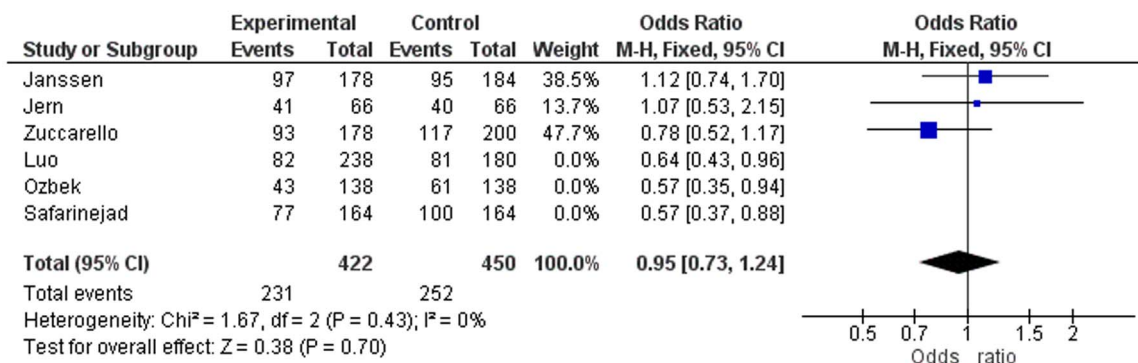 Experimental Control Odds Ratio Odds Ratio
Study or Subgroup Events Total Events Total Weight M-H, Fixed, 95% CI M-H, Fixed, 95% CI
Janssen 97 178 95 184 38.5% 1.12 [0.74, 1.70]
Jern 41 66 40 66 13.7% 1.07 [0.53, 2.15]
Zuccarello 93 178 117 200 47.7% 0.78 [0.52, 1.17]
Luo 82 238 81 180 0.0% 0.64 [0.43, 0.96]
Ozbek 43 138 61 138 0.0% 0.57 [0.35, 0.94]
Safarinejad 77 164 100 164 0.0% 0.57 [0.37, 0.88]
Total (95% CI) 422 450 100.0% 0.95 [0.73, 1.24]
Total events 231 252
Heterogeneity: Chi² = 1.67, df = 2 (P = 0.43); I² = 0%
Test for overall effect: Z = 0.38 (P = 0.70)
0.5 0.7 1 1.5 2
Odds ratio